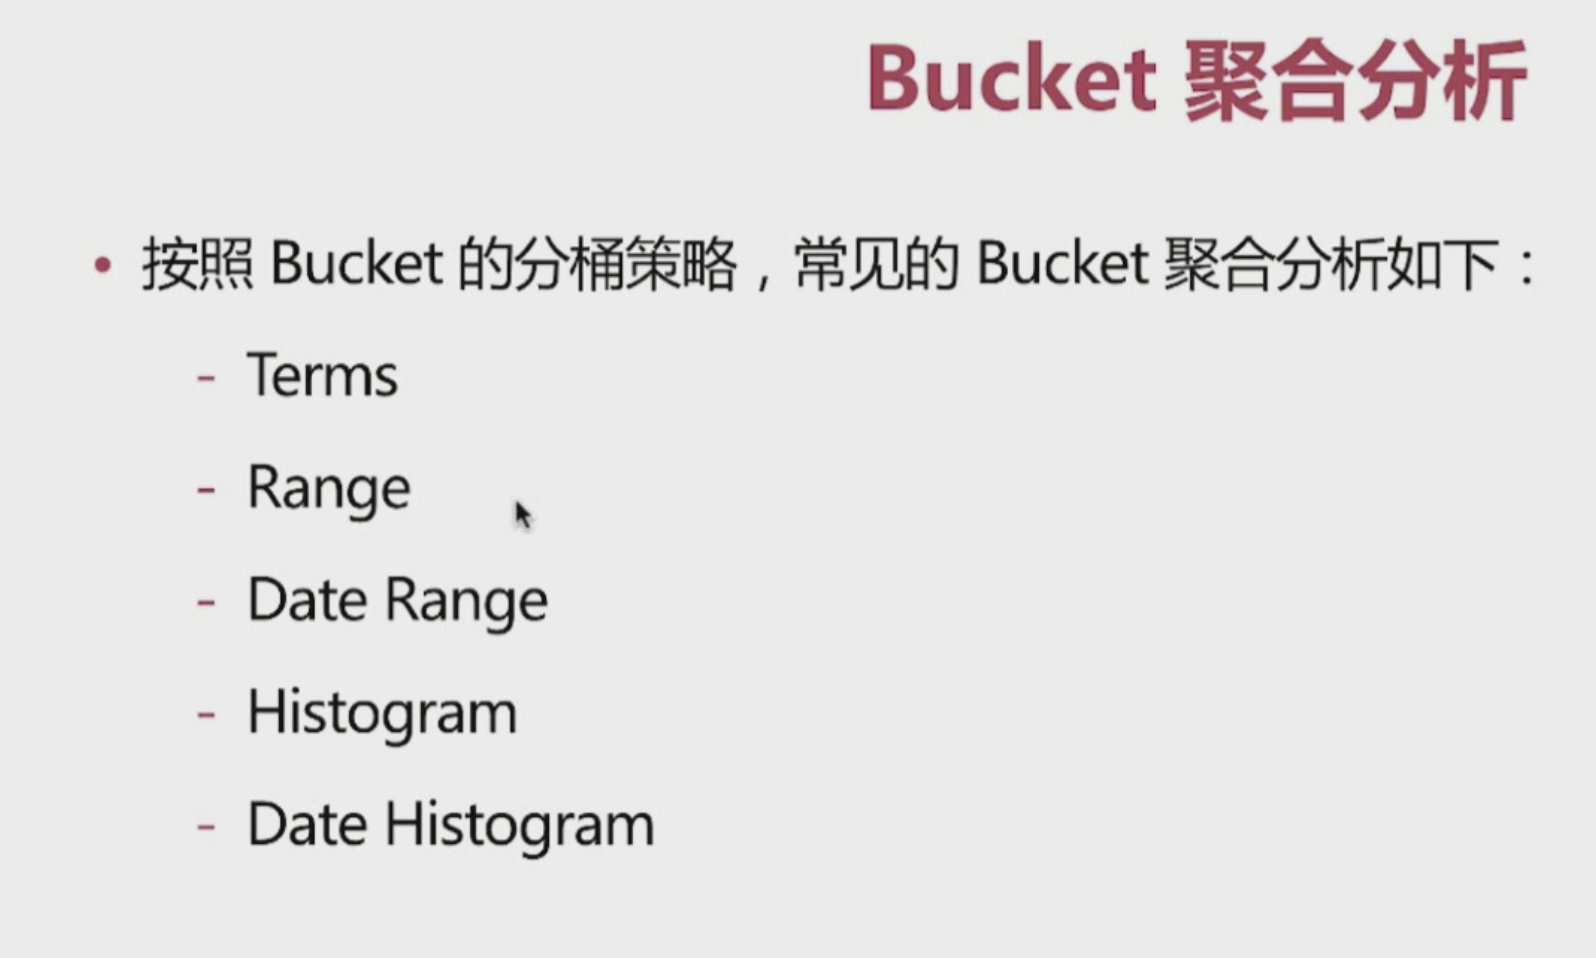 Bucket 聚合分析
• 按照 Bucket 的分桶策略，常见的 Bucket 聚合分析如下：
- Terms
- Range
- Date Range
- Histogram
- Date Histogram